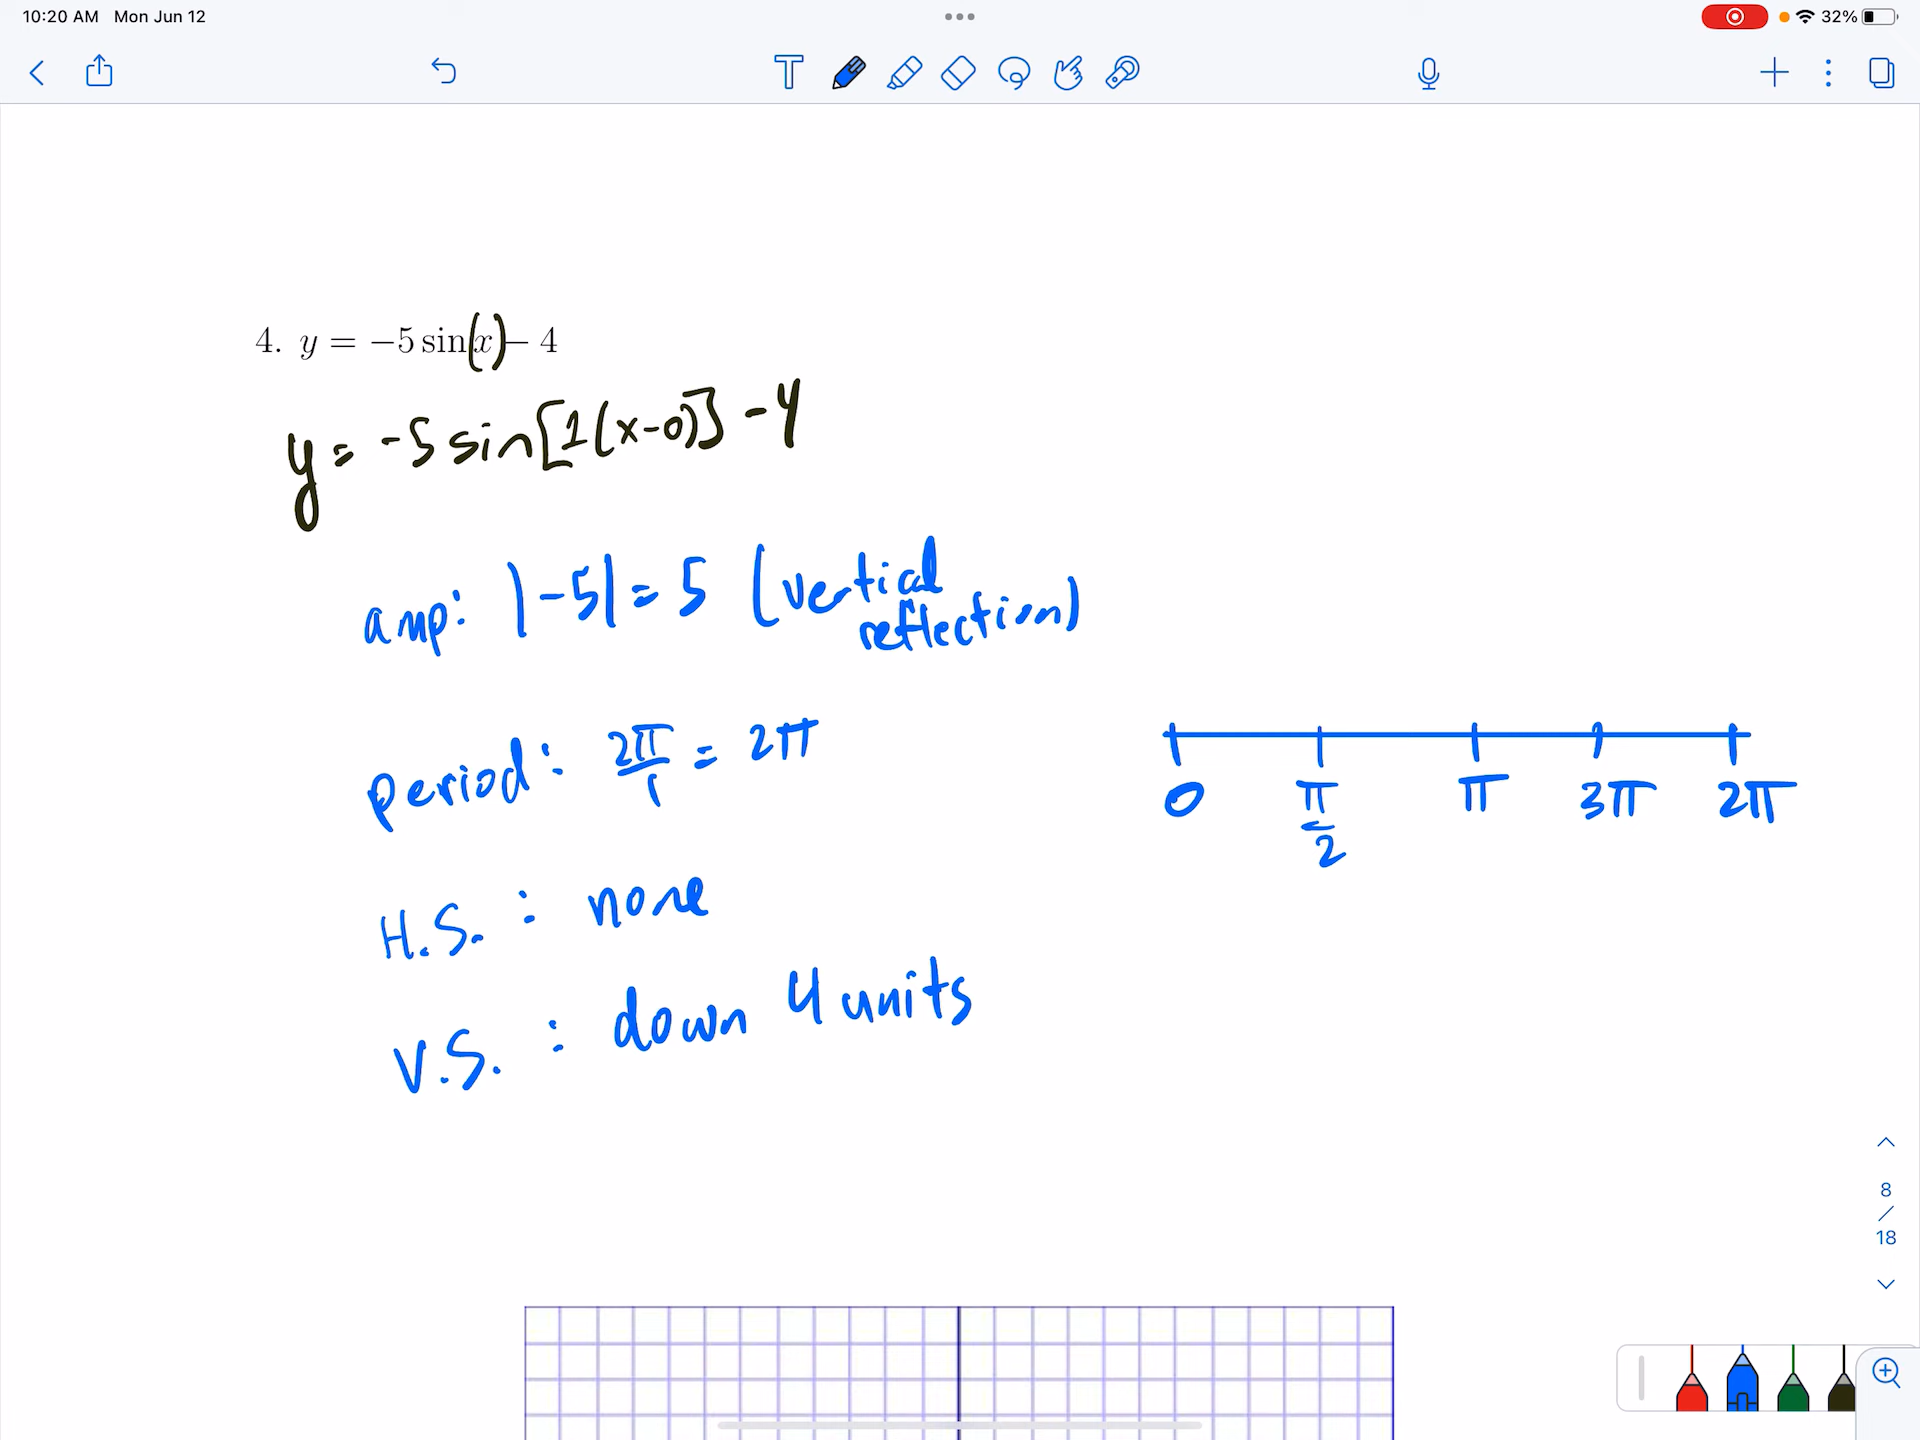 10:20 AM Mon Jun 12
32%
T
4. y = −5 sin(x) − 4
y = -5 sin[1(x-0)] -4
amp: |-5| = 5 (vertical
reflection)
period: 2π/1 = 2π
0 π/2 π 3π 2π
H.S. : none
V.S. : down 4 units
8
/
18